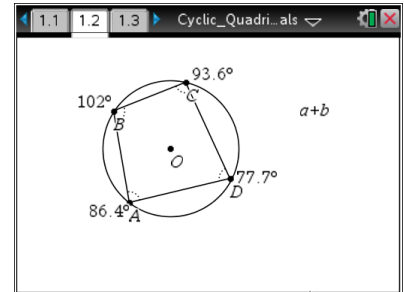 1.1 1.2 1.3 Cyclic_Quadri…als
93.6°
C
102°
B
a+b
O
77.7°
D
86.4°
A